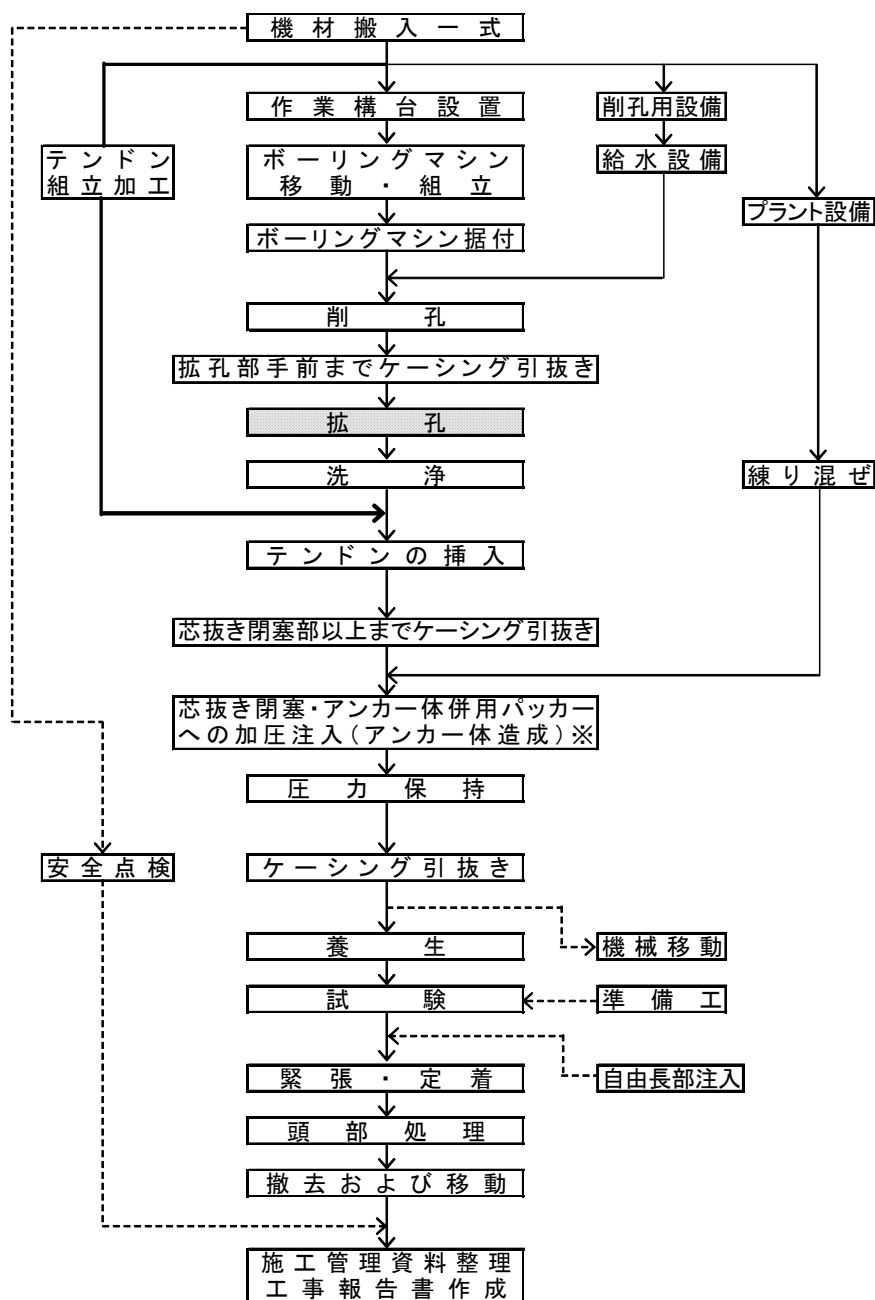 機材搬入一式
作業構台設置
削孔用設備
テンドン
組立加工
ボーリングマシン
移動・組立
給水設備
プラント設備
ボーリングマシン据付
削孔
拡孔部手前までケーシング引抜き
拡孔
洗浄
練り混ぜ
テンドンの挿入
芯抜き閉塞部以上までケーシング引抜き
芯抜き閉塞・アンカー体併用パッカー
への加圧注入(アンカー体造成)※
圧力保持
安全点検
ケーシング引抜き
養生
機械移動
試験
準備工
緊張・定着
自由長部注入
頭部処理
撤去および移動
施工管理資料整理
工事報告書作成